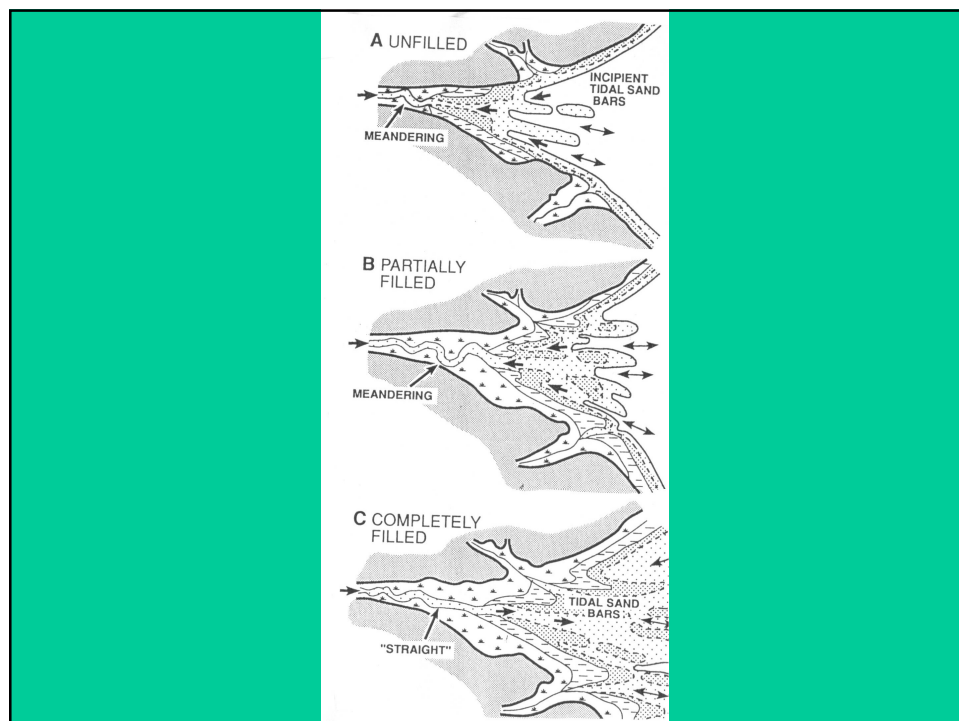 A UNFILLED
INCIPIENT
TIDAL SAND
BARS
MEANDERING
B PARTIALLY
FILLED
MEANDERING
C COMPLETELY
FILLED
TIDAL SAND
BARS
"STRAIGHT"